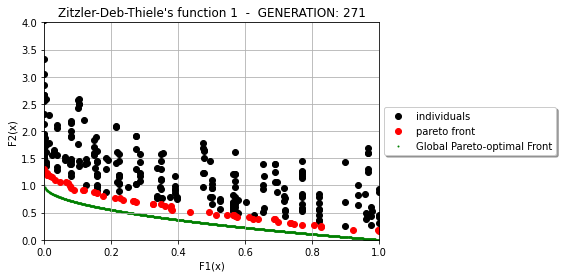 Zitzler-Deb-Thiele's function 1 - GENERATION: 271
4.0
3.5
3.0
2.5
2.0
1.5
1.0
0.5
0.0
F2(x)
0.0 0.2 0.4 0.6 0.8 1.0
F1(x)
individuals
pareto front
Global Pareto-optimal Front